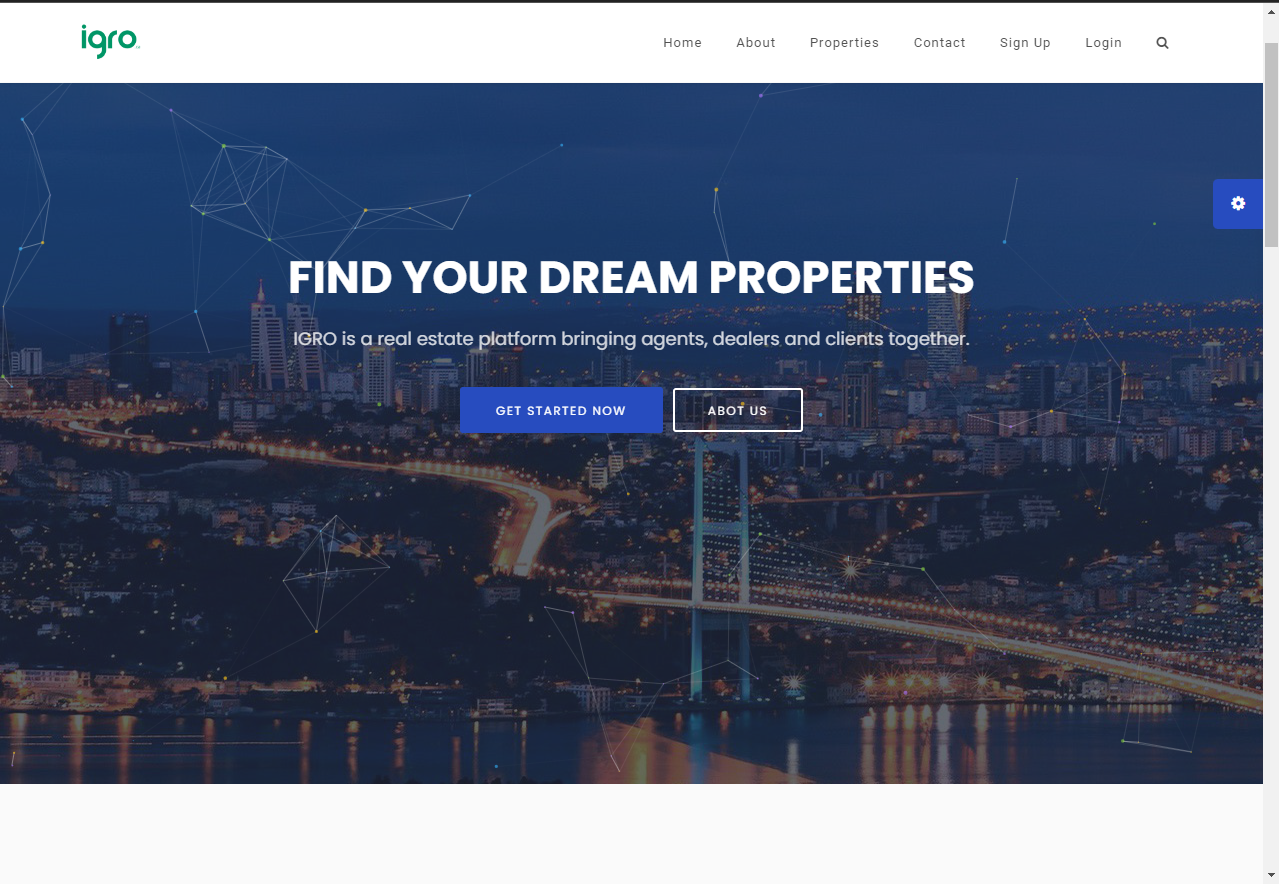 igro
Home About Properties Contact Sign Up Login
FIND YOUR DREAM PROPERTIES
IGRO is a real estate platform bringing agents, dealers and clients together.
GET STARTED NOW ABOT US